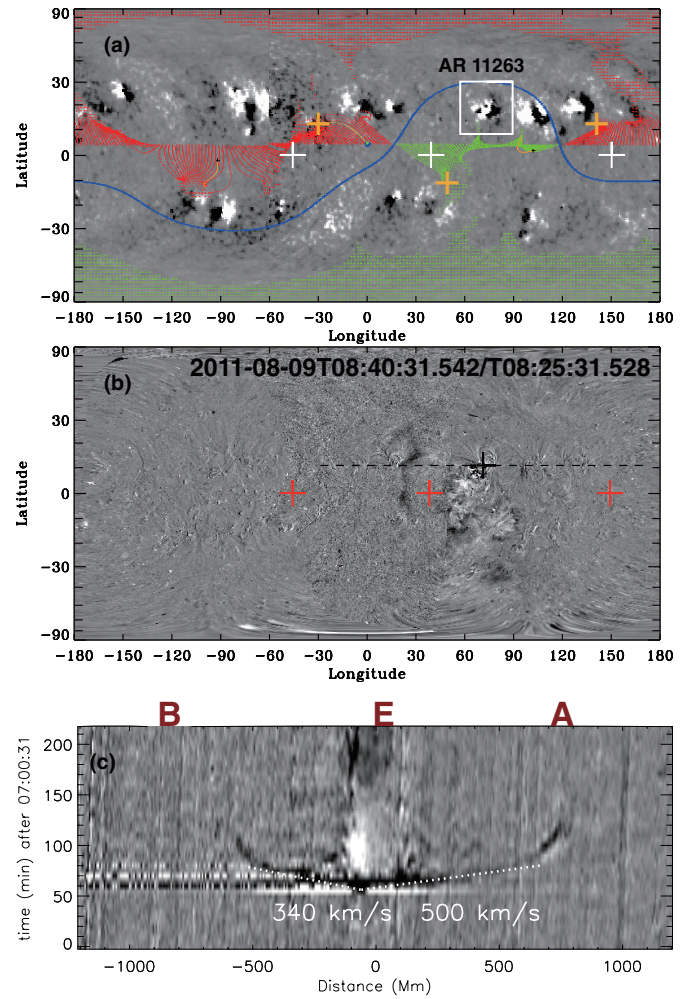 90
(a)
AR 11263
30
0
−30
−90
Latitude
−180 −150 −120 −90 −60 −30 0 30 60 90 120 150 180
Longitude
90
(b)
2011-08-09T08:40:31.542/T08:25:31.528
30
0
−30
−90
Latitude
−180 −150 −120 −90 −60 −30 0 30 60 90 120 150 180
Longitude
B E A
(c)
200
150
100
50
0
time (min) after 07:00:31
340 km/s 500 km/s
−1000 −500 0 500 1000
Distance (Mm)